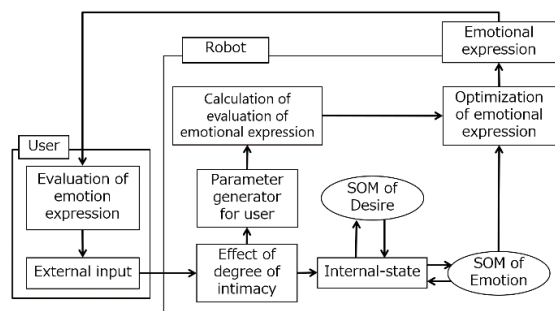 Emotional
expression
Robot
Calculation of
evaluation of
emotional expression
Optimization
of emotional
expression
User
Evaluation of
emotion
expression
Parameter
generator
for user
SOM of
Desire
External input
Effect of
degree of
intimacy
Internal-state
SOM of
Emotion